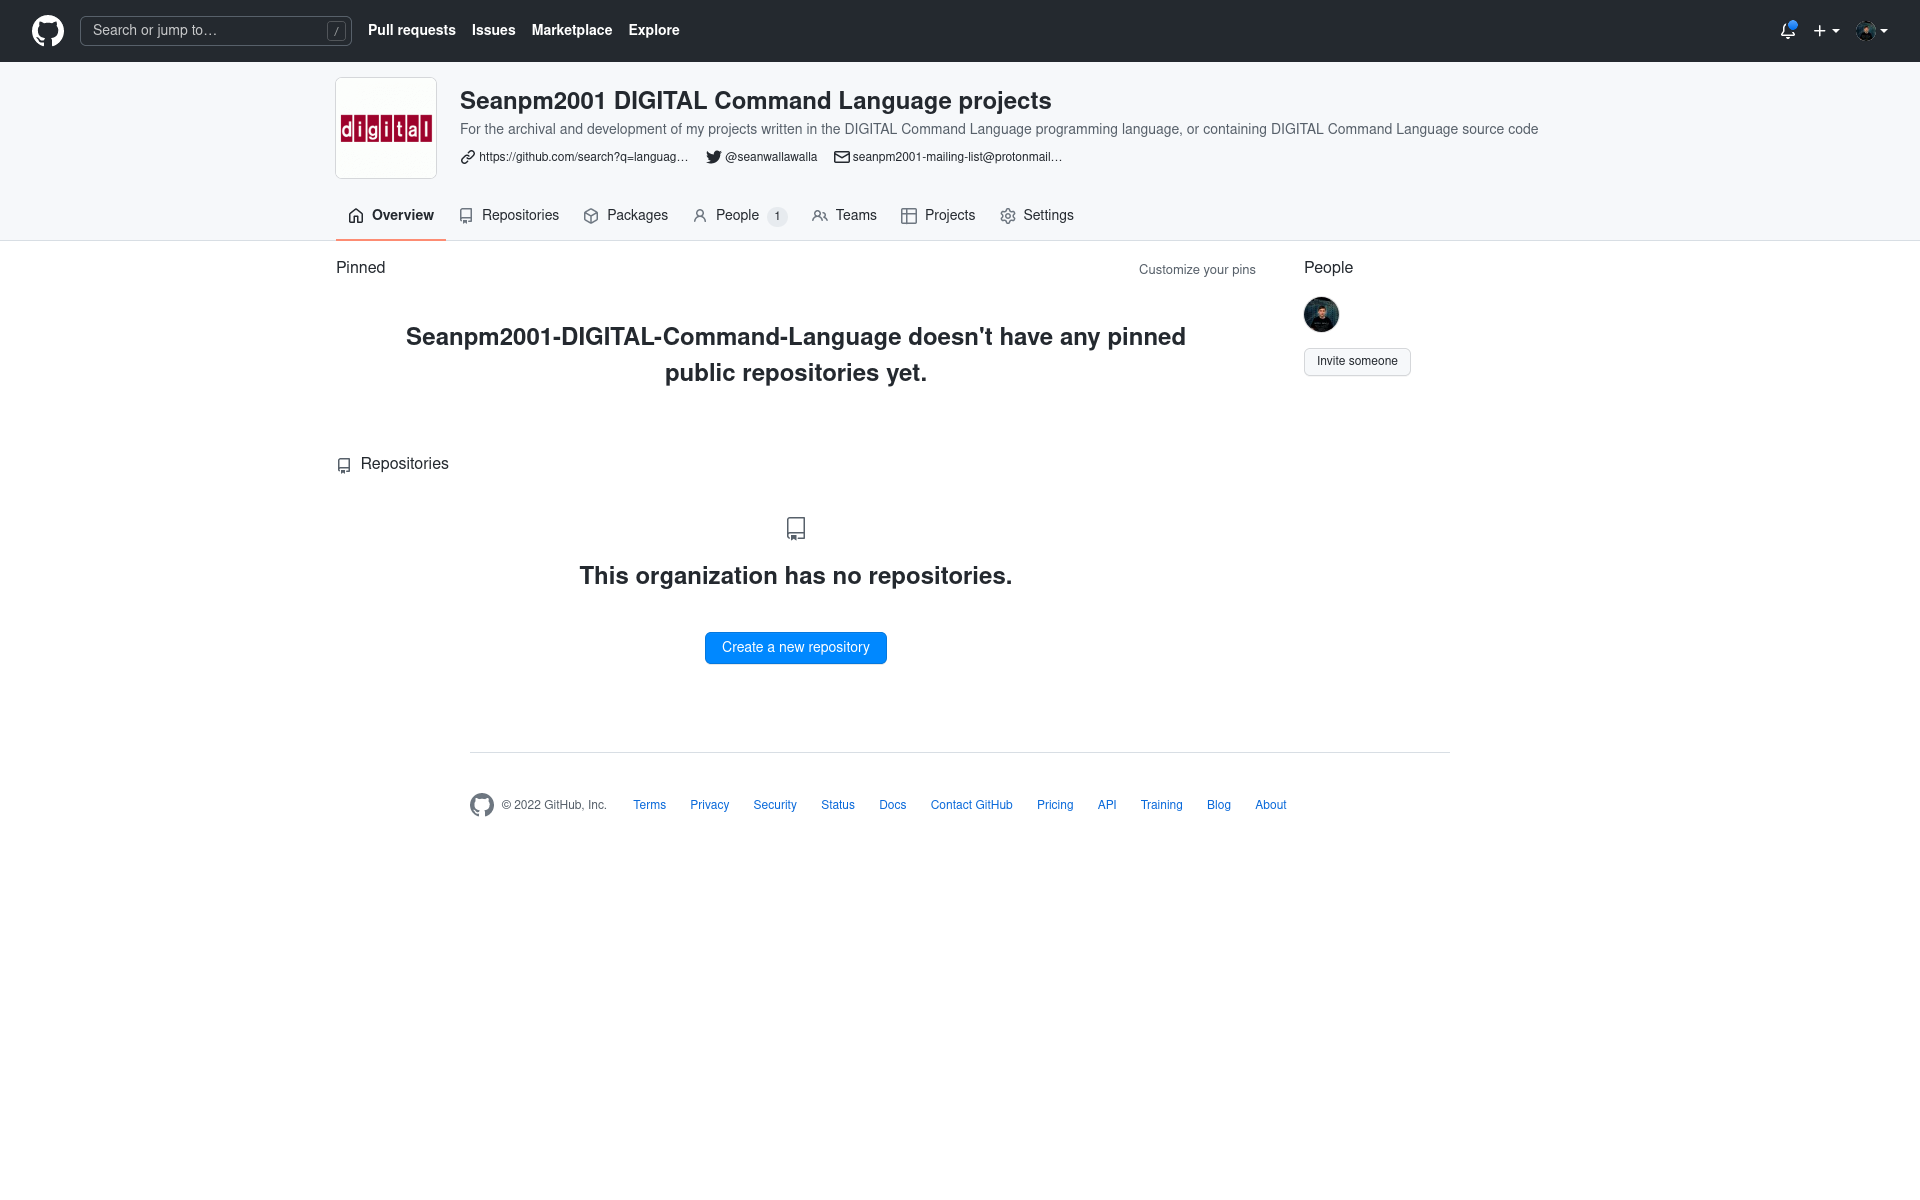 Search or jump to… /
Pull requests Issues Marketplace Explore
digital
Seanpm2001 DIGITAL Command Language projects
For the archival and development of my projects written in the DIGITAL Command Language programming language, or containing DIGITAL Command Language source code
https://github.com/search?q=languag… @seanwallawalla seanpm2001-mailing-list@protonmail…
Overview Repositories Packages People 1 Teams Projects Settings
Pinned Customize your pins
Seanpm2001-DIGITAL-Command-Language doesn't have any pinned
public repositories yet.
People
Invite someone
Repositories
This organization has no repositories.
Create a new repository
© 2022 GitHub, Inc. Terms Privacy Security Status Docs Contact GitHub Pricing API Training Blog About